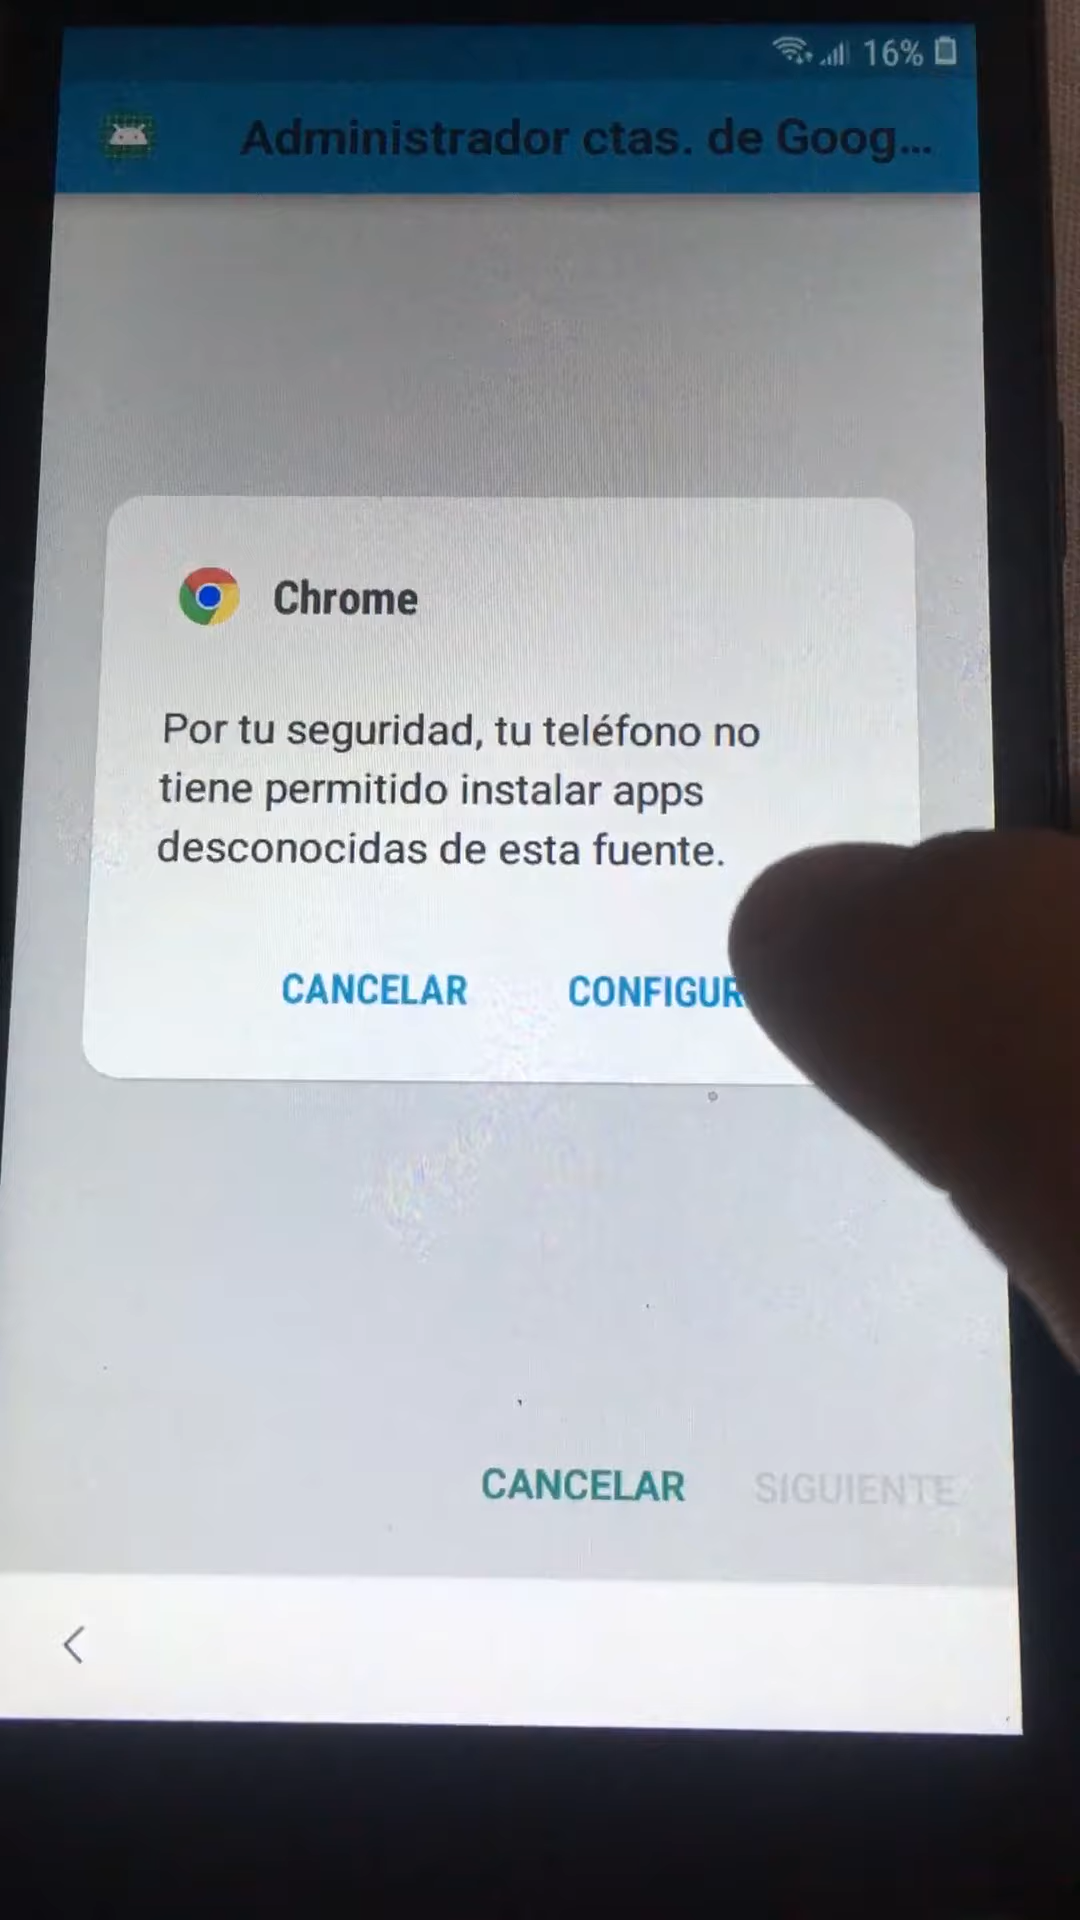 16%
Administrador ctas. de Goog...
Chrome
Por tu seguridad, tu teléfono no
tiene permitido instalar apps
desconocidas de esta fuente.
CANCELAR CONFIGUR
CANCELAR SIGUIENTE